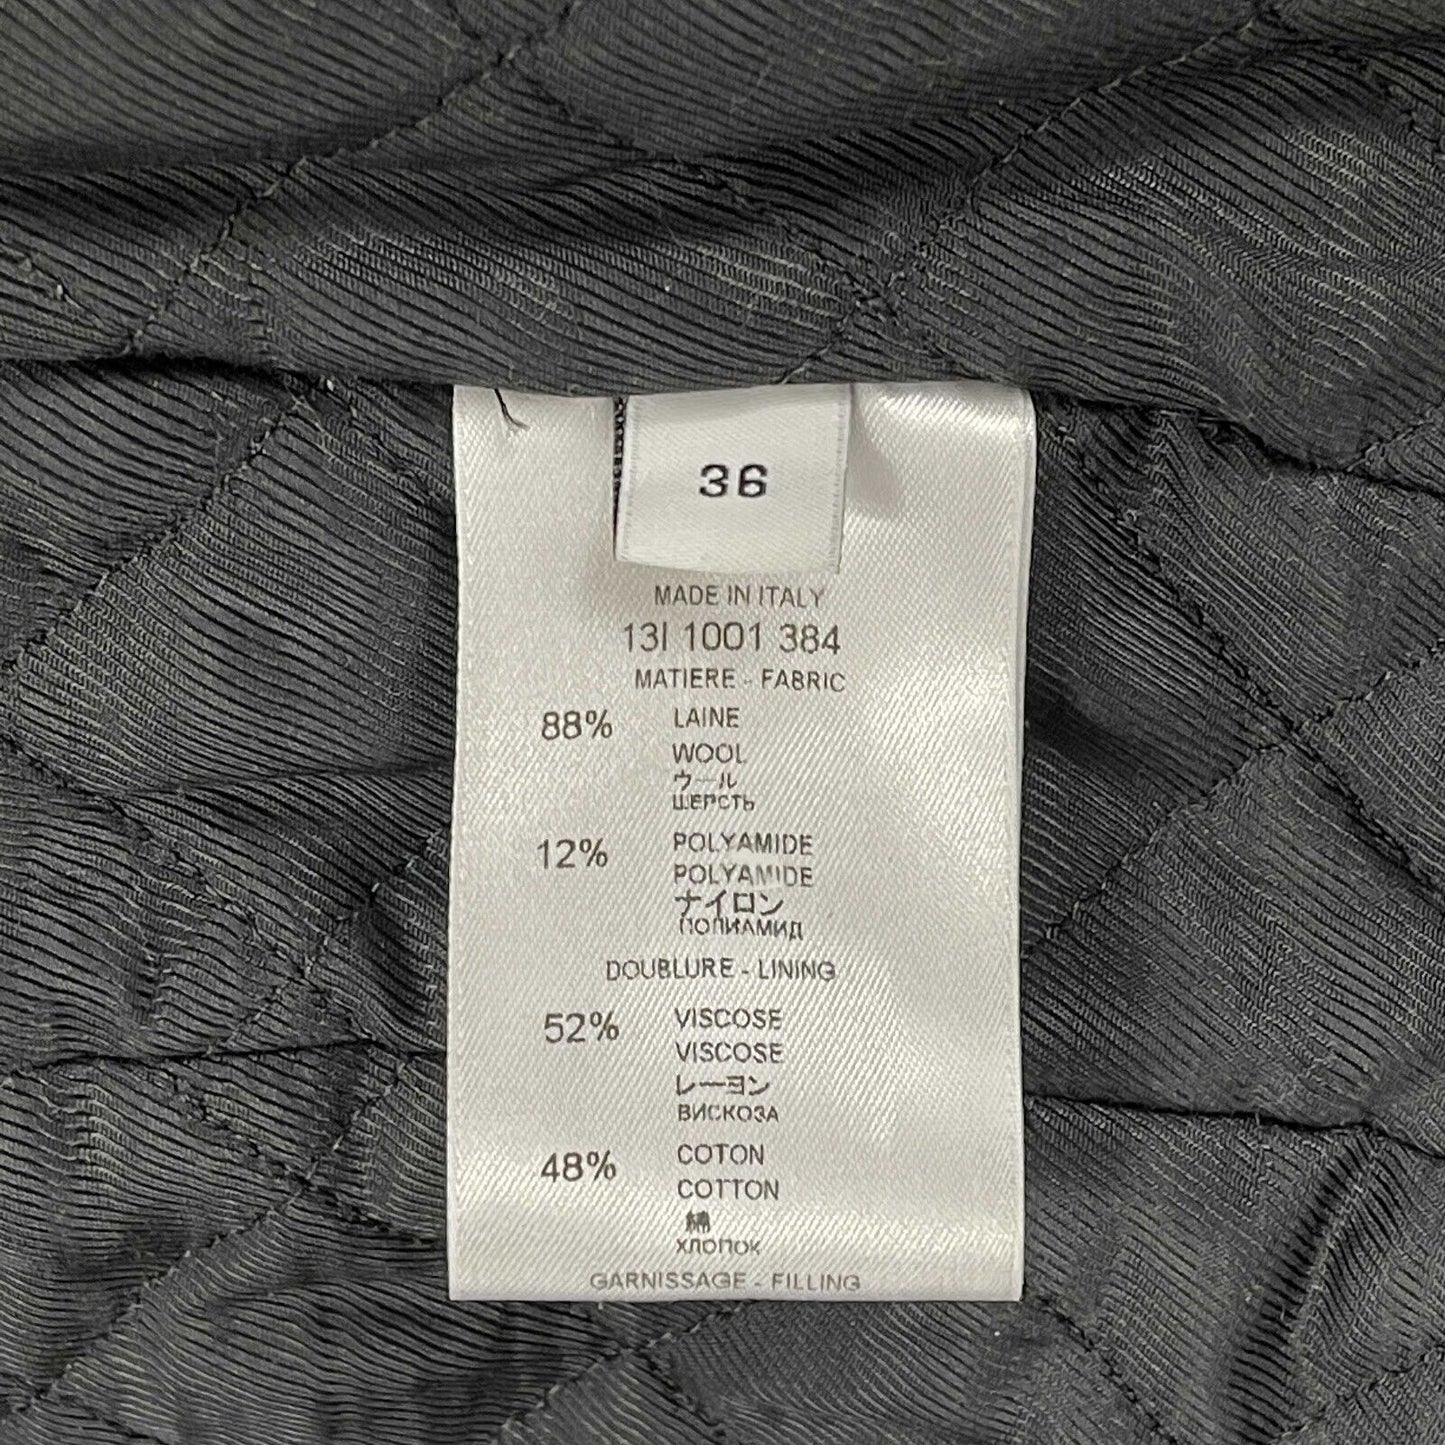 36
MADE IN ITALY
13I 1001 384
MATIERE - FABRIC
88% LAINE
WOOL
ウール
ШЕРСТЬ
12% POLYAMIDE
POLYAMIDE
ナイロン
ПОЛИАМИД
DOUBLURE - LINING
52% VISCOSE
VISCOSE
レーヨン
ВИСКОЗА
48% COTON
COTTON
綿
ХЛОПОК
GARNISSAGE - FILLING